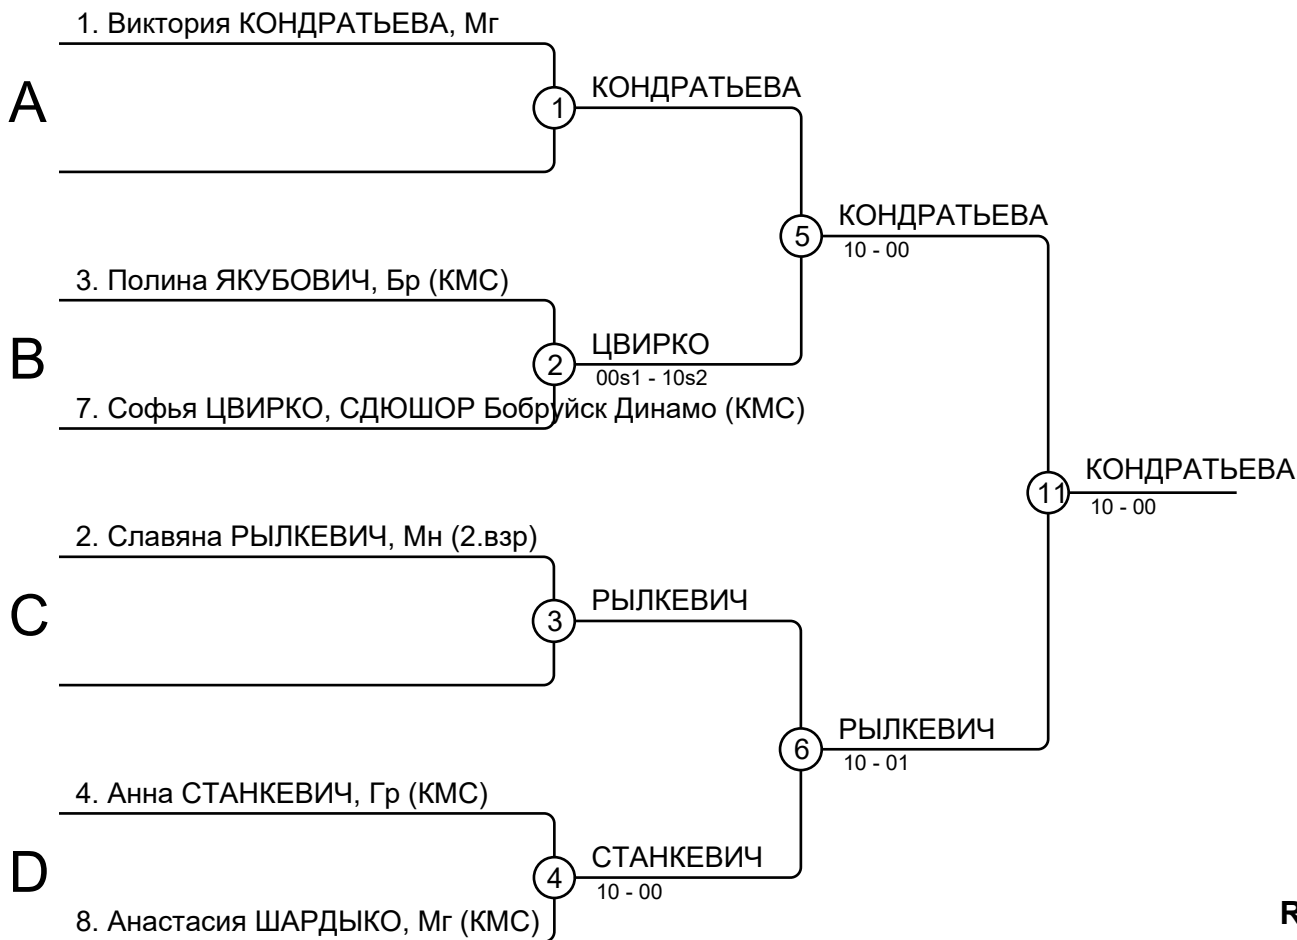 1. Виктория КОНДРАТЬЕВА, Мг
A
1
КОНДРАТЬЕВА
5
КОНДРАТЬЕВА
10 - 00
3. Полина ЯКУБОВИЧ, Бр (КМС)
B
2
ЦВИРКО
00s1 - 10s2
7. Софья ЦВИРКО, СДЮШОР Бобруйск Динамо (КМС)
11
КОНДРАТЬЕВА
10 - 00
2. Славяна РЫЛКЕВИЧ, Мн (2.взр)
C
3
РЫЛКЕВИЧ
6
РЫЛКЕВИЧ
10 - 01
4. Анна СТАНКЕВИЧ, Гр (КМС)
D
4
СТАНКЕВИЧ
10 - 00
8. Анастасия ШАРДЫКО, Мг (КМС)
R